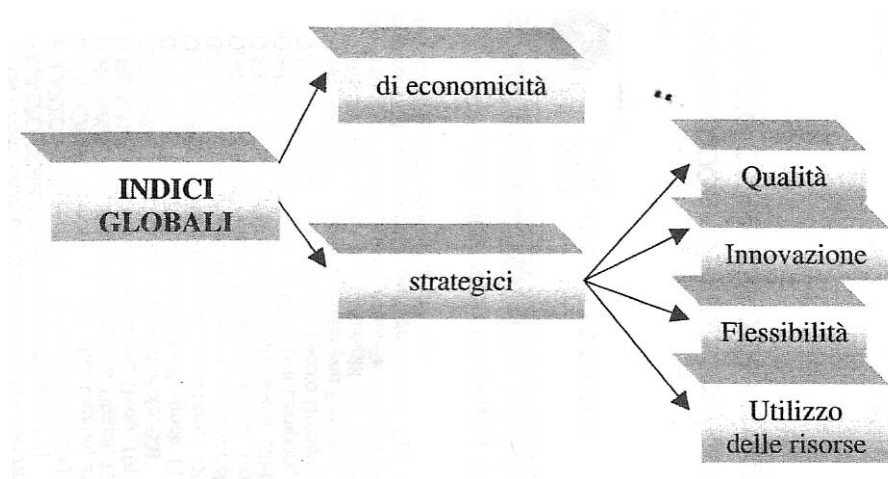 di economicità
INDICI
GLOBALI
strategici
Qualità
Innovazione
Flessibilità
Utilizzo
delle risorse